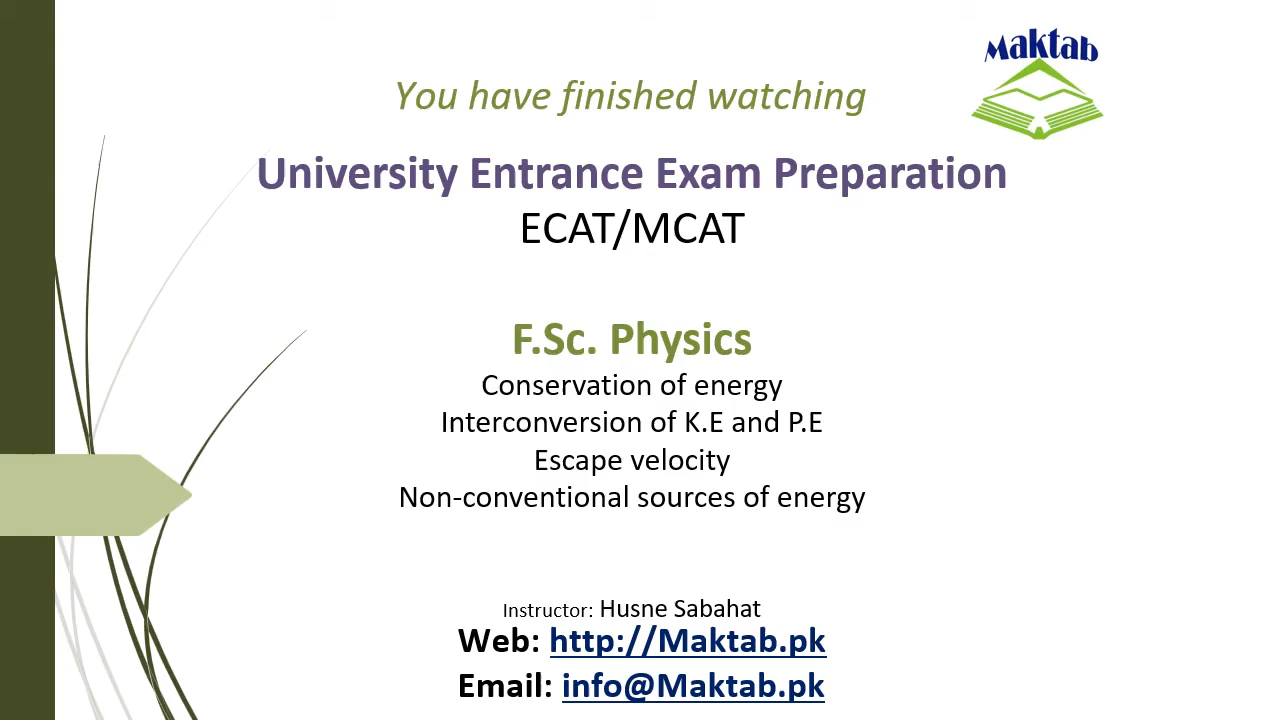 Maktab
You have finished watching
University Entrance Exam Preparation
ECAT/MCAT
F.Sc. Physics
Conservation of energy
Interconversion of K.E and P.E
Escape velocity
Non-conventional sources of energy
Instructor: Husne Sabahat
Web: http://Maktab.pk
Email: info@Maktab.pk